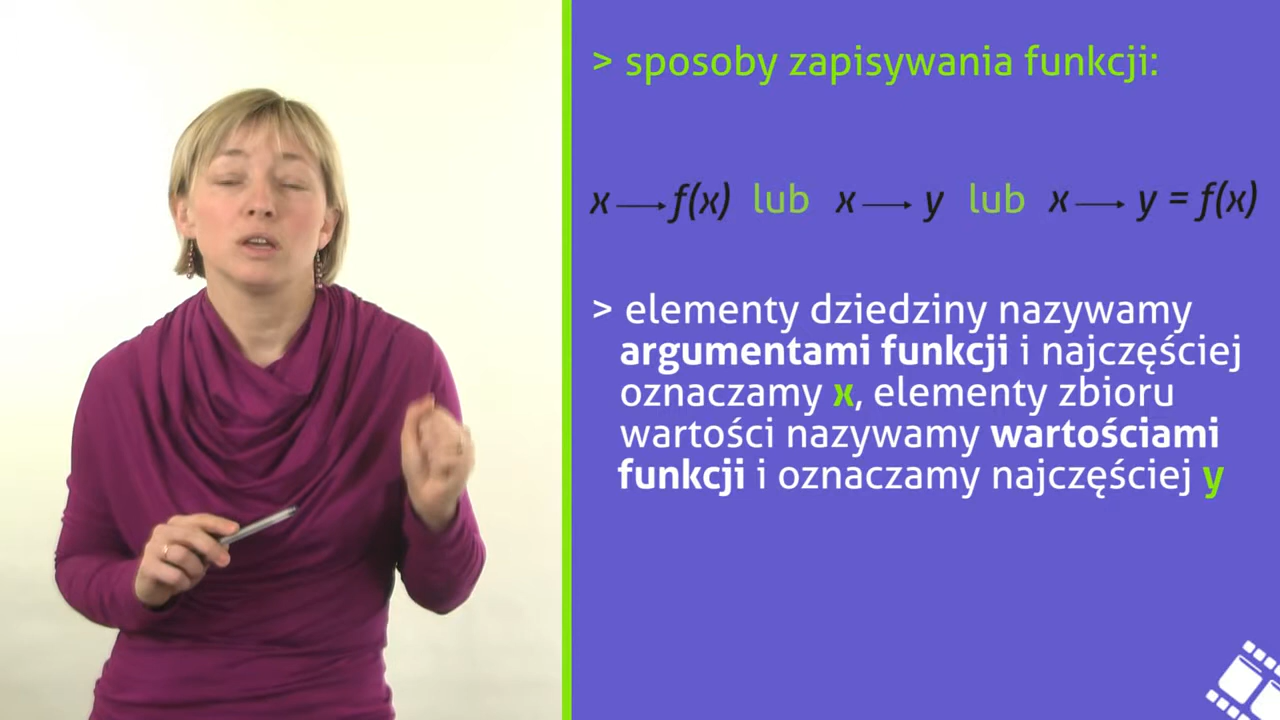 > sposoby zapisywania funkcji:
x → f(x) lub x → y lub x → y = f(x)
> elementy dziedziny nazywamy
argumentami funkcji i najczęściej
oznaczamy x, elementy zbioru
wartości nazywamy wartościami
funkcji i oznaczamy najczęściej y